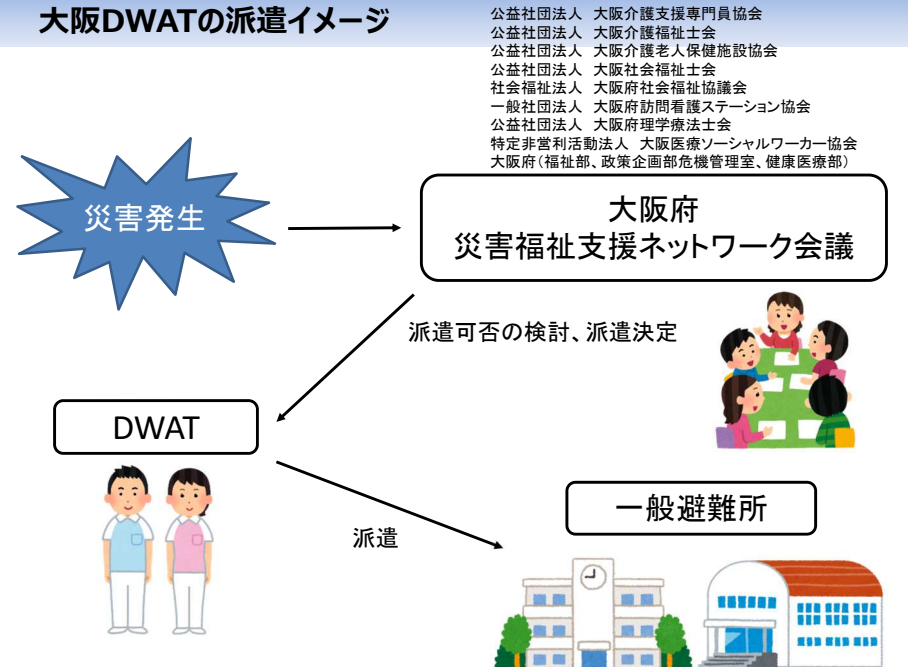 大阪DWATの派遣イメージ
公益社団法人 大阪介護支援専門員協会
公益社団法人 大阪介護福祉士会
公益社団法人 大阪介護老人保健施設協会
公益社団法人 大阪社会福祉士会
社会福祉法人 大阪府社会福祉協議会
一般社団法人 大阪府訪問看護ステーション協会
公益社団法人 大阪府理学療法士会
特定非営利活動法人 大阪医療ソーシャルワーカー協会
大阪府(福祉部、政策企画部危機管理室、健康医療部)
災害発生
大阪府
災害福祉支援ネットワーク会議
派遣可否の検討、派遣決定
DWAT
派遣
一般避難所